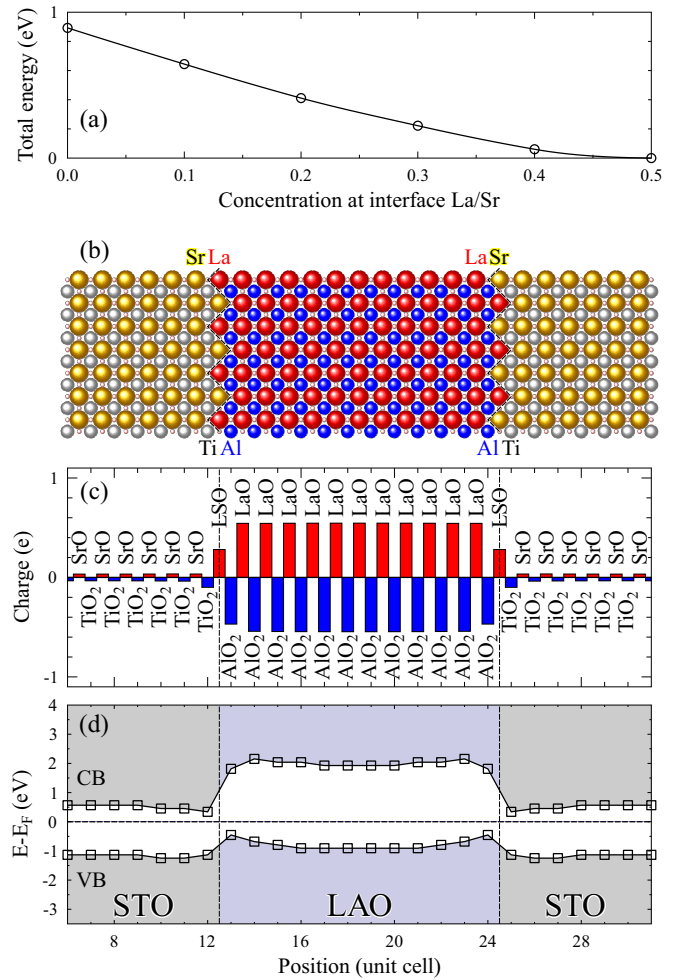 Total energy (eV)
1
0
(a)
0.0 0.1 0.2 0.3 0.4 0.5
Concentration at interface La/Sr
(b)
Sr La La Sr
Ti Al Al Ti
(c)
Charge (e)
1
0
-1
SrO SrO SrO SrO SrO SrO LSO LaO LaO LaO LaO LaO LaO LaO LaO LaO LaO LaO LSO SrO SrO SrO SrO SrO SrO
TiO₂ TiO₂ TiO₂ TiO₂ TiO₂ TiO₂ AlO₂ AlO₂ AlO₂ AlO₂ AlO₂ AlO₂ AlO₂ AlO₂ AlO₂ AlO₂ AlO₂ AlO₂ TiO₂ TiO₂ TiO₂ TiO₂ TiO₂ TiO₂
(d)
E-E_F (eV)
4
3
2
1
0
-1
-2
-3
CB
VB
STO LAO STO
8 12 16 20 24 28
Position (unit cell)